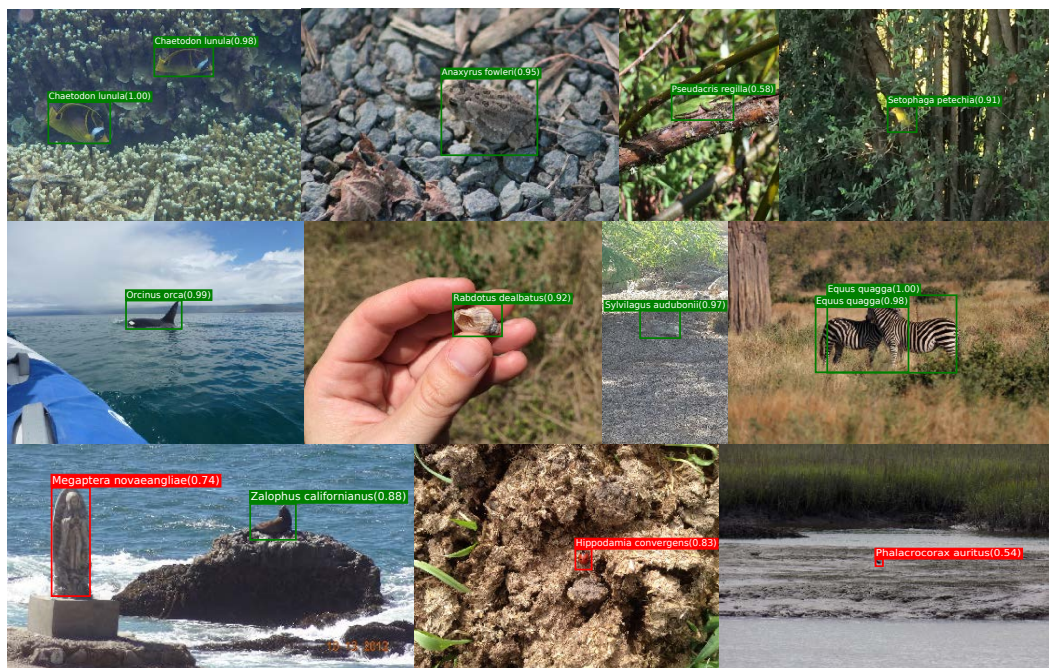 Chaetodon lunula(0.98)
Chaetodon lunula(1.00)
Anaxyrus fowleri(0.95)
Pseudacris regilla(0.58)
Setophaga petechia(0.91)
Orcinus orca(0.99)
Rabdotus dealbatus(0.92)
Sylvilagus audubonii(0.97)
Equus quagga(1.00)
Equus quagga(0.98)
Megaptera novaeangliae(0.74)
Zalophus californianus(0.88)
Hippodamia convergens(0.83)
Phalacrocorax auritus(0.54)